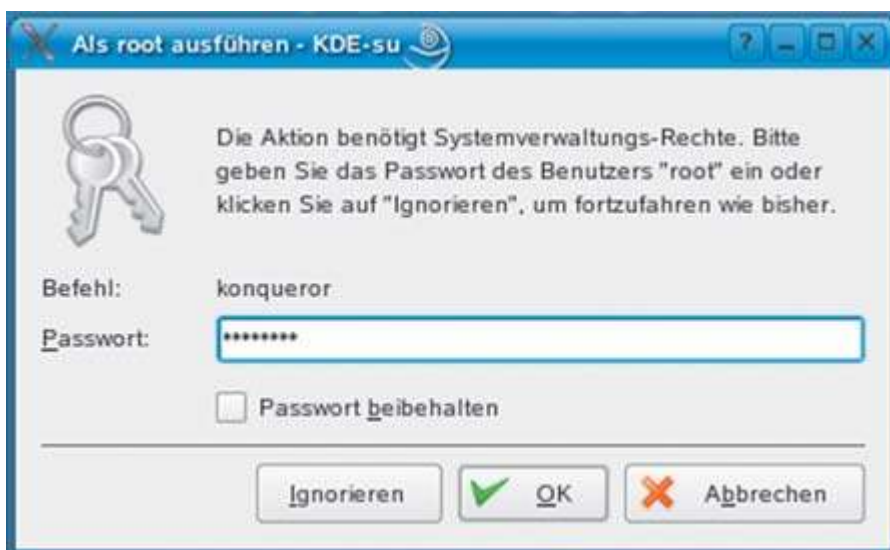 Als root ausführen - KDE-su
Die Aktion benötigt Systemverwaltungs-Rechte. Bitte
geben Sie das Passwort des Benutzers "root" ein oder
klicken Sie auf "Ignorieren", um fortzufahren wie bisher.
Befehl: konqueror
Passwort: ********
Passwort beibehalten
Ignorieren OK Abbrechen